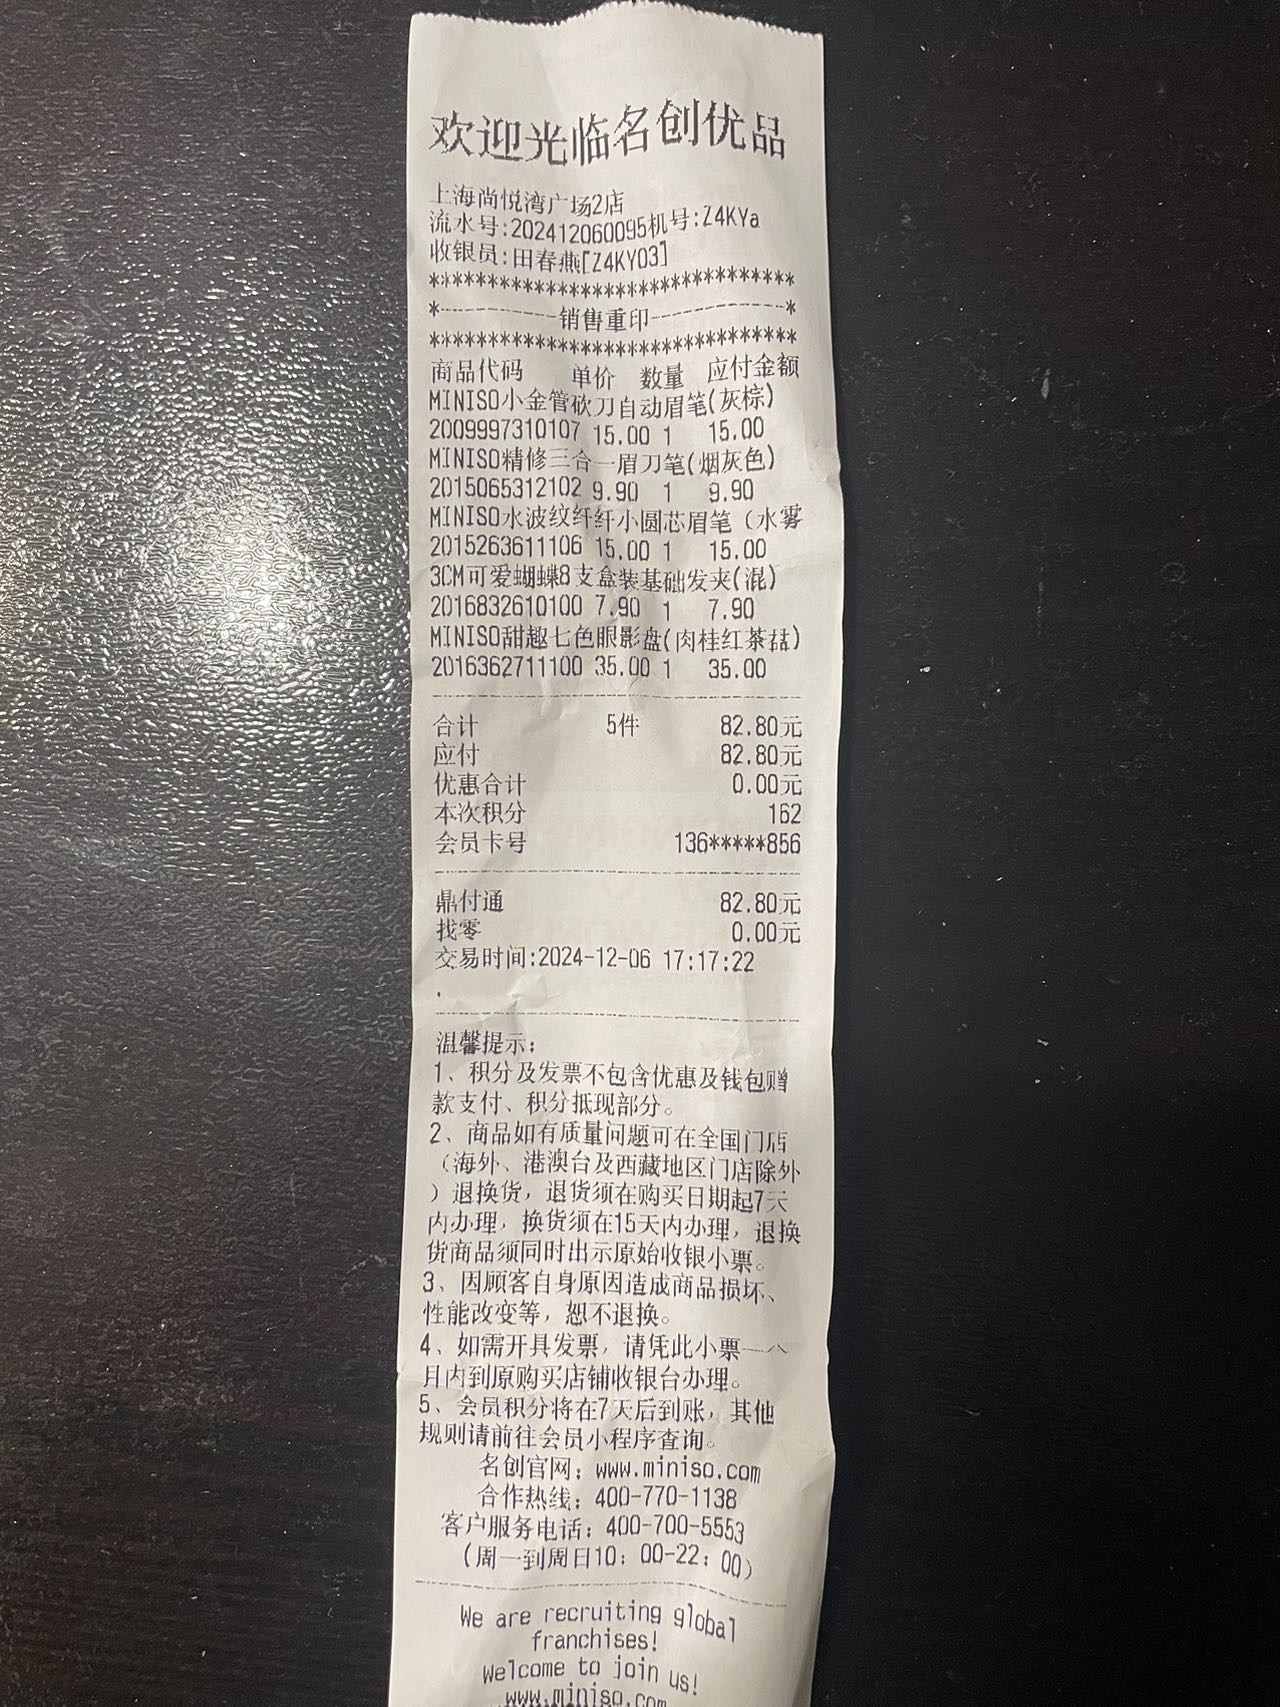 欢迎光临名创优品
上海尚悦湾广场2店
流水号:202412060095机号:Z4KYa
收银员:田春燕[Z4KY03]
*******************************
*----------销售重印------------*
*******************************
商品代码 单价 数量 应付金额
MINISO小金管砍刀自动眉笔(灰棕)
2009997310107 15.00 1 15.00
MINISO精修三合一眉刀笔(烟灰色)
2015065312102 9.90 1 9.90
MINISO水波纹纤纤小圆芯眉笔（水雾
2015263611106 15.00 1 15.00
3CM可爱蝴蝶8支盒装基础发夹(混)
2016832610100 7.90 1 7.90
MINISO甜趣七色眼影盘(肉桂红茶菇)
2016362711100 35.00 1 35.00
合计 5件 82.80元
应付 82.80元
优惠合计 0.00元
本次积分 162
会员卡号 136*****856
鼎付通 82.80元
找零 0.00元
交易时间:2024-12-06 17:17:22
.
温馨提示：
1、积分及发票不包含优惠及钱包赠
款支付、积分抵现部分。
2、商品如有质量问题可在全国门店
（海外、港澳台及西藏地区门店除外
）退换货，退货须在购买日期起7天
内办理，换货须在15天内办理，退换
货商品须同时出示原始收银小票。
3、因顾客自身原因造成商品损坏、
性能改变等，恕不退换。
4、如需开具发票，请凭此小票一个
月内到原购买店铺收银台办理。
5、会员积分将在7天后到账，其他
规则请前往会员小程序查询。
名创官网：www.miniso.com
合作热线：400-770-1138
客户服务电话：400-700-5553
(周一到周日10：00-22：00)
We are recruiting global
franchises!
Welcome to join us!
www.miniso.com